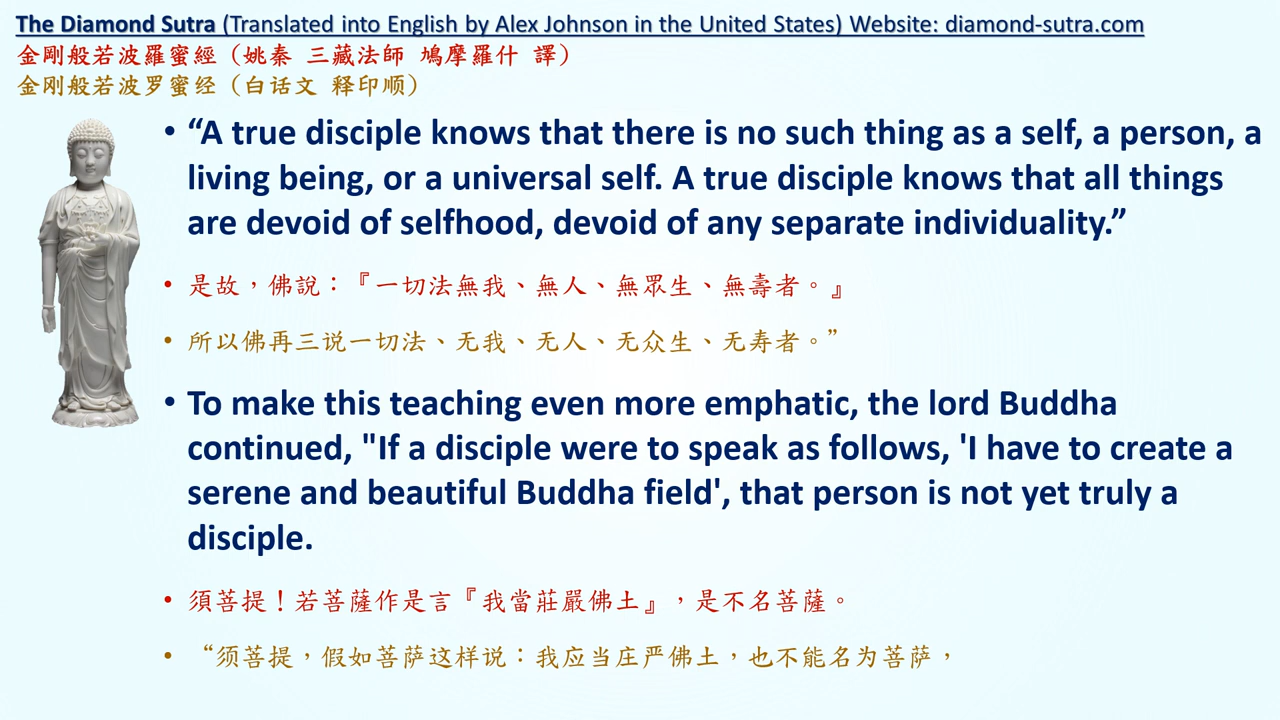 The Diamond Sutra (Translated into English by Alex Johnson in the United States) Website: diamond-sutra.com
金剛般若波羅蜜經（姚秦 三藏法師 鳩摩羅什 譯）
金刚般若波罗蜜经（白话文 释印顺）
• “A true disciple knows that there is no such thing as a self, a person, a
living being, or a universal self. A true disciple knows that all things
are devoid of selfhood, devoid of any separate individuality.”
• 是故，佛說：『一切法無我、無人、無眾生、無壽者。』
• 所以佛再三说一切法、无我、无人、无众生、无寿者。”
• To make this teaching even more emphatic, the lord Buddha
continued, "If a disciple were to speak as follows, 'I have to create a
serene and beautiful Buddha field', that person is not yet truly a
disciple.
• 須菩提！若菩薩作是言『我當莊嚴佛土』，是不名菩薩。
• “须菩提，假如菩萨这样说：我应当庄严佛土，也不能名为菩萨，